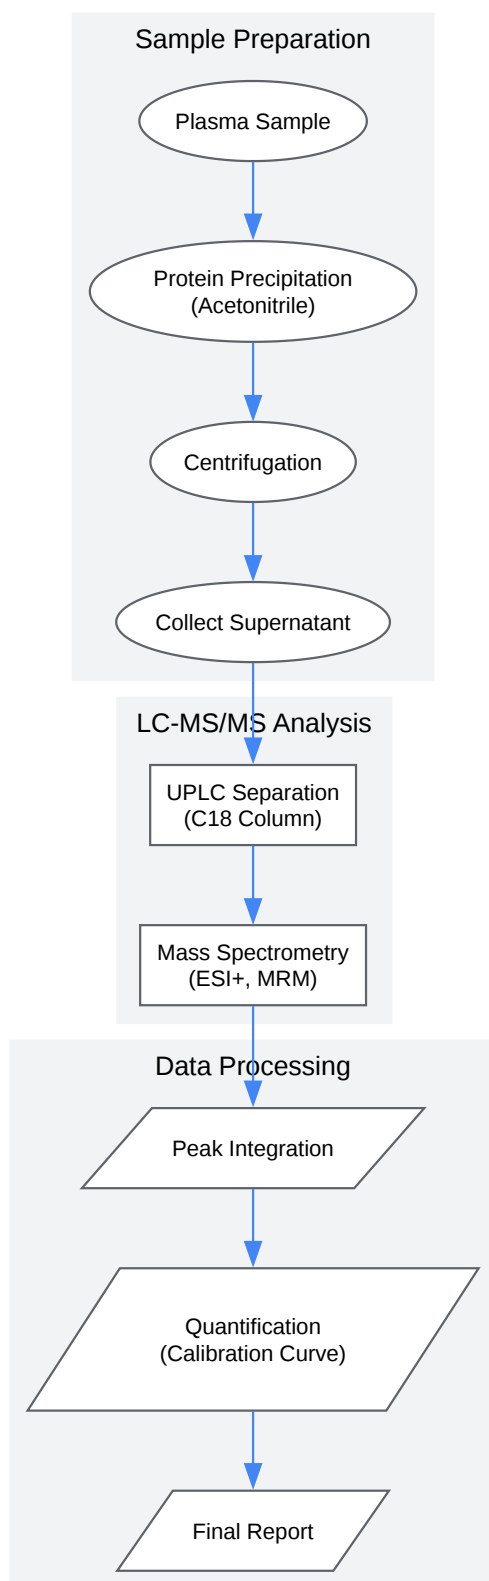 Sample Preparation
Plasma Sample
Protein Precipitation
(Acetonitrile)
Centrifugation
Collect Supernatant
LC-MS/MS Analysis
UPLC Separation
(C18 Column)
Mass Spectrometry
(ESI+, MRM)
Data Processing
Peak Integration
Quantification
(Calibration Curve)
Final Report